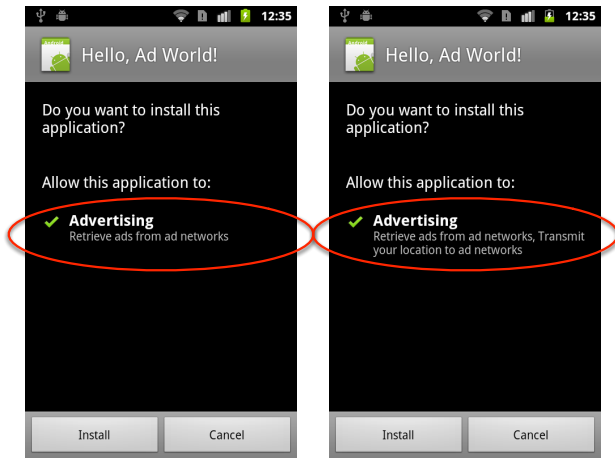 12:35
Hello, Ad World!
Do you want to install this
application?
Allow this application to:
Advertising
Retrieve ads from ad networks
Install
Cancel
12:35
Hello, Ad World!
Do you want to install this
application?
Allow this application to:
Advertising
Retrieve ads from ad networks, Transmit
your location to ad networks
Install
Cancel